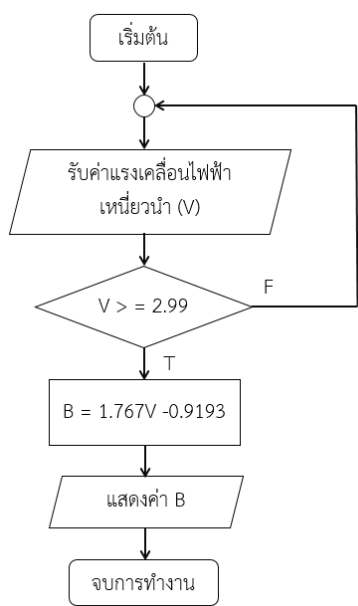 เริ่มต้น
รับค่าแรงเคลื่อนไฟฟ้า
เหนี่ยวนำ (V)
V > = 2.99
F
T
B = 1.767V -0.9193
แสดงค่า B
จบการทำงาน